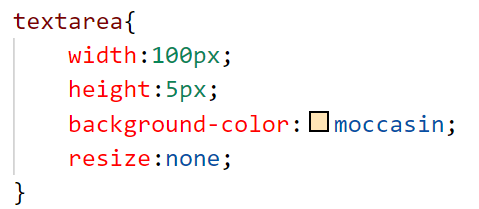 textarea{
    width:100px;
    height:5px;
    background-color:moccasin;
    resize:none;
}